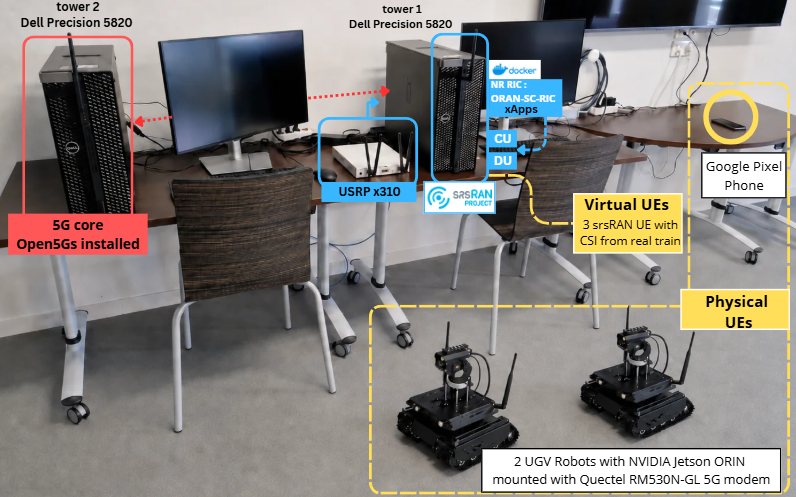 tower 2
Dell Precision 5820
tower 1
Dell Precision 5820
docker
NR RIC :
ORAN-SC-RIC
xApps
CU
DU
USRP x310
srsRAN
PROJECT
5G core
Open5Gs installed
Virtual UEs
3 srsRAN UE with
CSI from real train
Google Pixel
Phone
Physical
UEs
2 UGV Robots with NVIDIA Jetson ORIN
mounted with Quectel RM530N-GL 5G modem